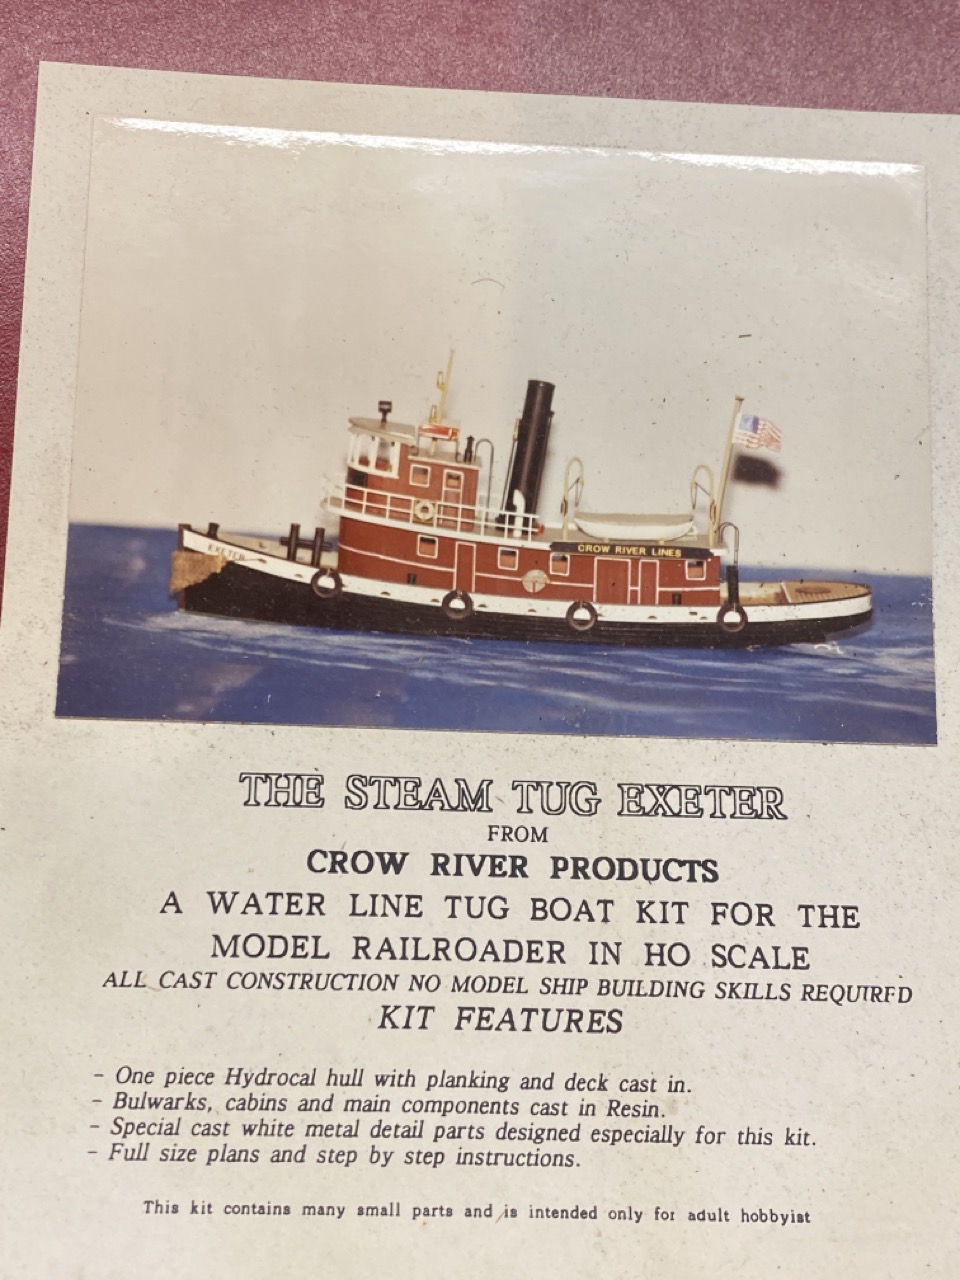 EXETER
CROW RIVER LINES
THE STEAM TUG EXETER
FROM
CROW RIVER PRODUCTS
A WATER LINE TUG BOAT KIT FOR THE
MODEL RAILROADER IN HO SCALE
ALL CAST CONSTRUCTION NO MODEL SHIP BUILDING SKILLS REQUIRED
KIT FEATURES
- One piece Hydrocal hull with planking and deck cast in.
- Bulwarks, cabins and main components cast in Resin.
- Special cast white metal detail parts designed especially for this kit.
- Full size plans and step by step instructions.
This kit contains many small parts and is intended only for adult hobbyist